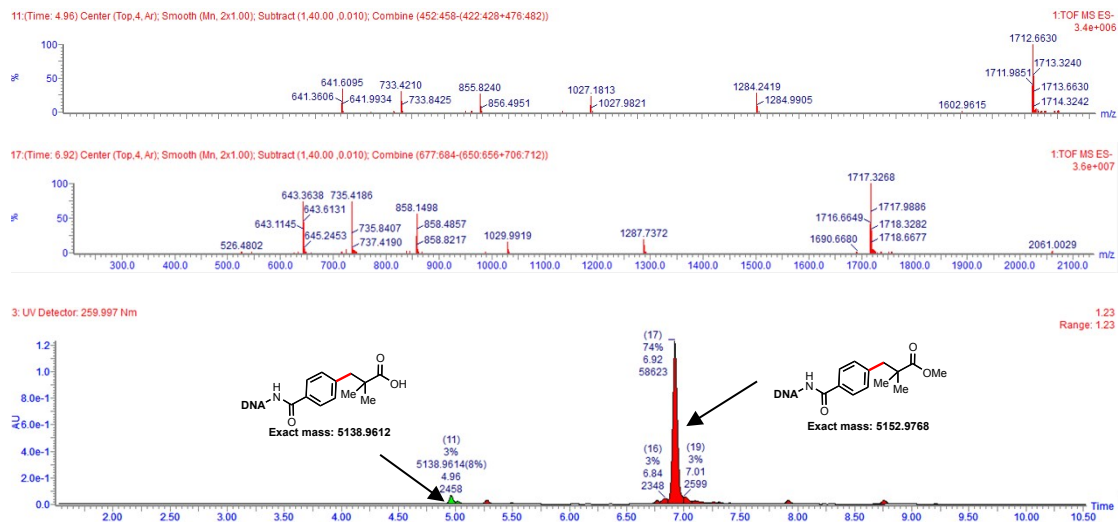 11:(Time: 4.96) Center (Top,4, Ar); Smooth (Mn, 2x1.00); Subtract (1,40.00 ,0.010); Combine (452:458-(422:428+476:482))
1:TOF MS ES-
3.4e+006
1712.6630
100
641.6095
733.4210
855.8240
1027.1813
1284.2419
1711.9851
1713.3240
%
50
641.3606
641.9934
733.8425
856.4951
1027.9821
1284.9905
1602.9615
1713.6630
1714.3242
0
m/z
17:(Time: 6.92) Center (Top,4, Ar); Smooth (Mn, 2x1.00); Subtract (1,40.00 ,0.010); Combine (677:684-(650:656+706:712))
1:TOF MS ES-
3.6e+007
1717.3268
100
643.3638
735.4186
643.6131
858.1498
1717.9886
%
50
643.1145
735.8407
858.4857
1716.6649
1718.3282
526.4802
645.2453
737.4190
858.8217
1029.9919
1287.7372
1690.6680
1718.6677
2061.0029
0
m/z
300.0 400.0 500.0 600.0 700.0 800.0 900.0 1000.0 1100.0 1200.0 1300.0 1400.0 1500.0 1600.0 1700.0 1800.0 1900.0 2000.0 2100.0
3: UV Detector: 259.997 Nm
1.23
Range: 1.23
(17)
74%
6.92
58623
1.2
1.0
8.0e-1
AU
6.0e-1
4.0e-1
2.0e-1
0.0
DNA
H
N
O
Me
Me
O
OH
Exact mass: 5138.9612
DNA
H
N
O
Me
Me
O
OMe
Exact mass: 5152.9768
(11)
3%
5138.9614(8%)
4.96
2458
(16)
3%
6.84
2348
(19)
3%
7.01
2599
2.00 2.50 3.00 3.50 4.00 4.50 5.00 5.50 6.00 6.50 7.00 7.50 8.00 8.50 9.00 9.50 10.00 10.50
Time